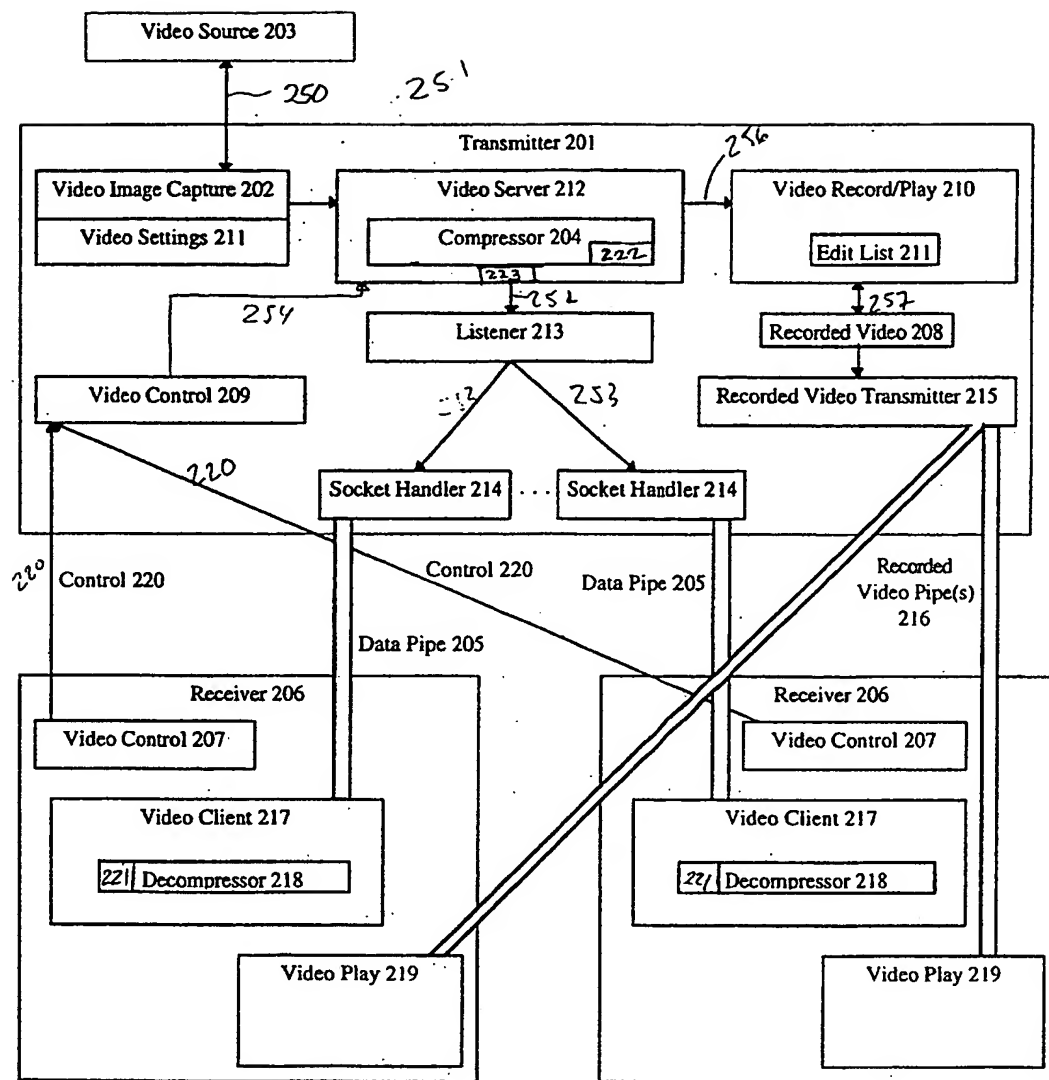 Video Source 203
250
251
Transmitter 201
256
Video Image Capture 202
Video Settings 211
Video Server 212
Compressor 204
222
223
Video Record/Play 210
Edit List 211
254
252
257
Listener 213
Recorded Video 208
Video Control 209
253
Recorded Video Transmitter 215
220
Socket Handler 214
...
Socket Handler 214
220
Control 220
Control 220
Data Pipe 205
Data Pipe 205
Recorded
Video Pipe(s)
216
Receiver 206
Video Control 207
Video Client 217
221
Decompressor 218
Video Play 219
Receiver 206
Video Control 207
Video Client 217
221
Decompressor 218
Video Play 219